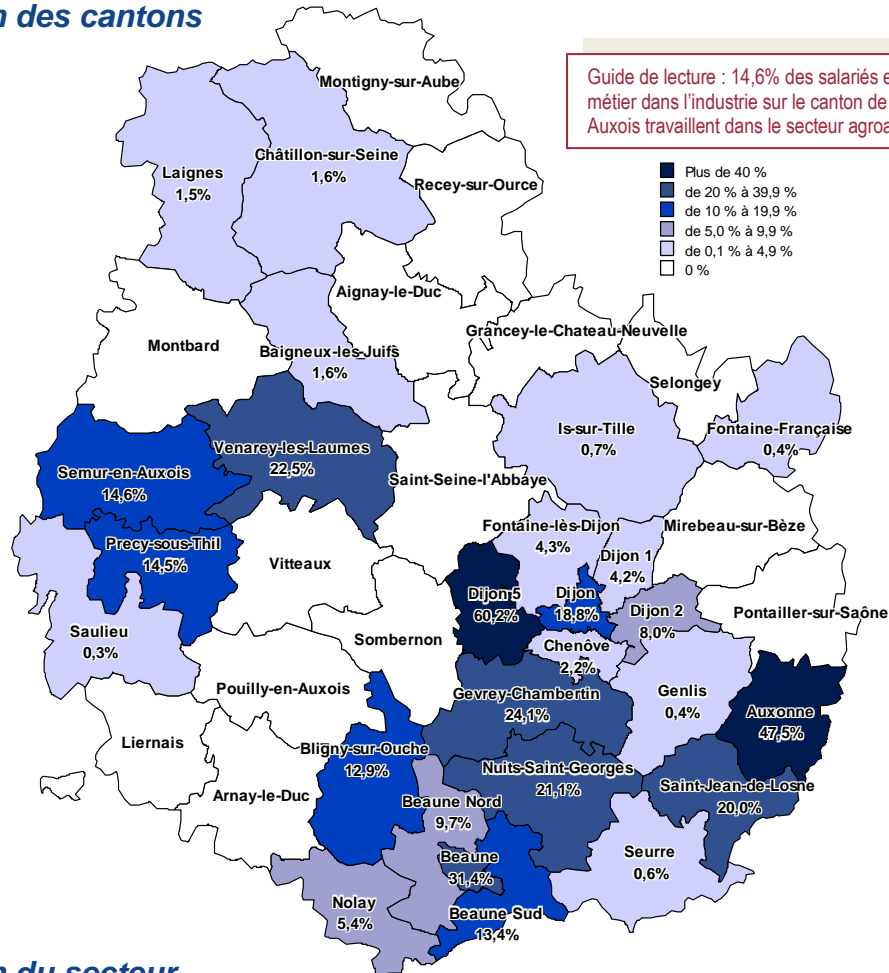 des cantons
Montigny-sur-Aube
Guide de lecture : 14,6% des salariés
métier dans l'industrie sur le canton de
Auxois travaillent dans le secteur
Châtillon-sur-Seine
1,6%
Laignes
1,5%
Recey-sur-Ource
Plus de 40 %
de 20 % à 39,9 %
de 10 % à 19,9 %
de 5,0 % à 9,9 %
de 0,1 % à 4,9 %
0 %
Aignay-le-Duc
Grancey-le-Chateau-Neuvelle
Montbard
Baigneux-les-Juifs
1,6%
Selongey
Is-sur-Tille
0,7%
Fontaine-Française
0,4%
Venarey-les-Laumes
22,5%
Semur-en-Auxois
14,6%
Saint-Seine-l'Abbaye
Fontaine-lès-Dijon
4,3%
Mirebeau-sur-Bèze
Precy-sous-Thil
14,5%
Vitteaux
Dijon 1
4,2%
Dijon 5
60,2%
Dijon
18,8%
Dijon 2
8,0%
Pontailler-sur-Saône
Saulieu
0,3%
Sombernon
Chenôve
2,2%
Pouilly-en-Auxois
Gevrey-Chambertin
24,1%
Genlis
0,4%
Auxonne
47,5%
Liernais
Bligny-sur-Ouche
12,9%
Nuits-Saint-Georges
21,1%
Saint-Jean-de-Losne
20,0%
Arnay-le-Duc
Beaune Nord
9,7%
Beaune
31,4%
Seurre
0,6%
Nolay
5,4%
Beaune Sud
13,4%
du secteur